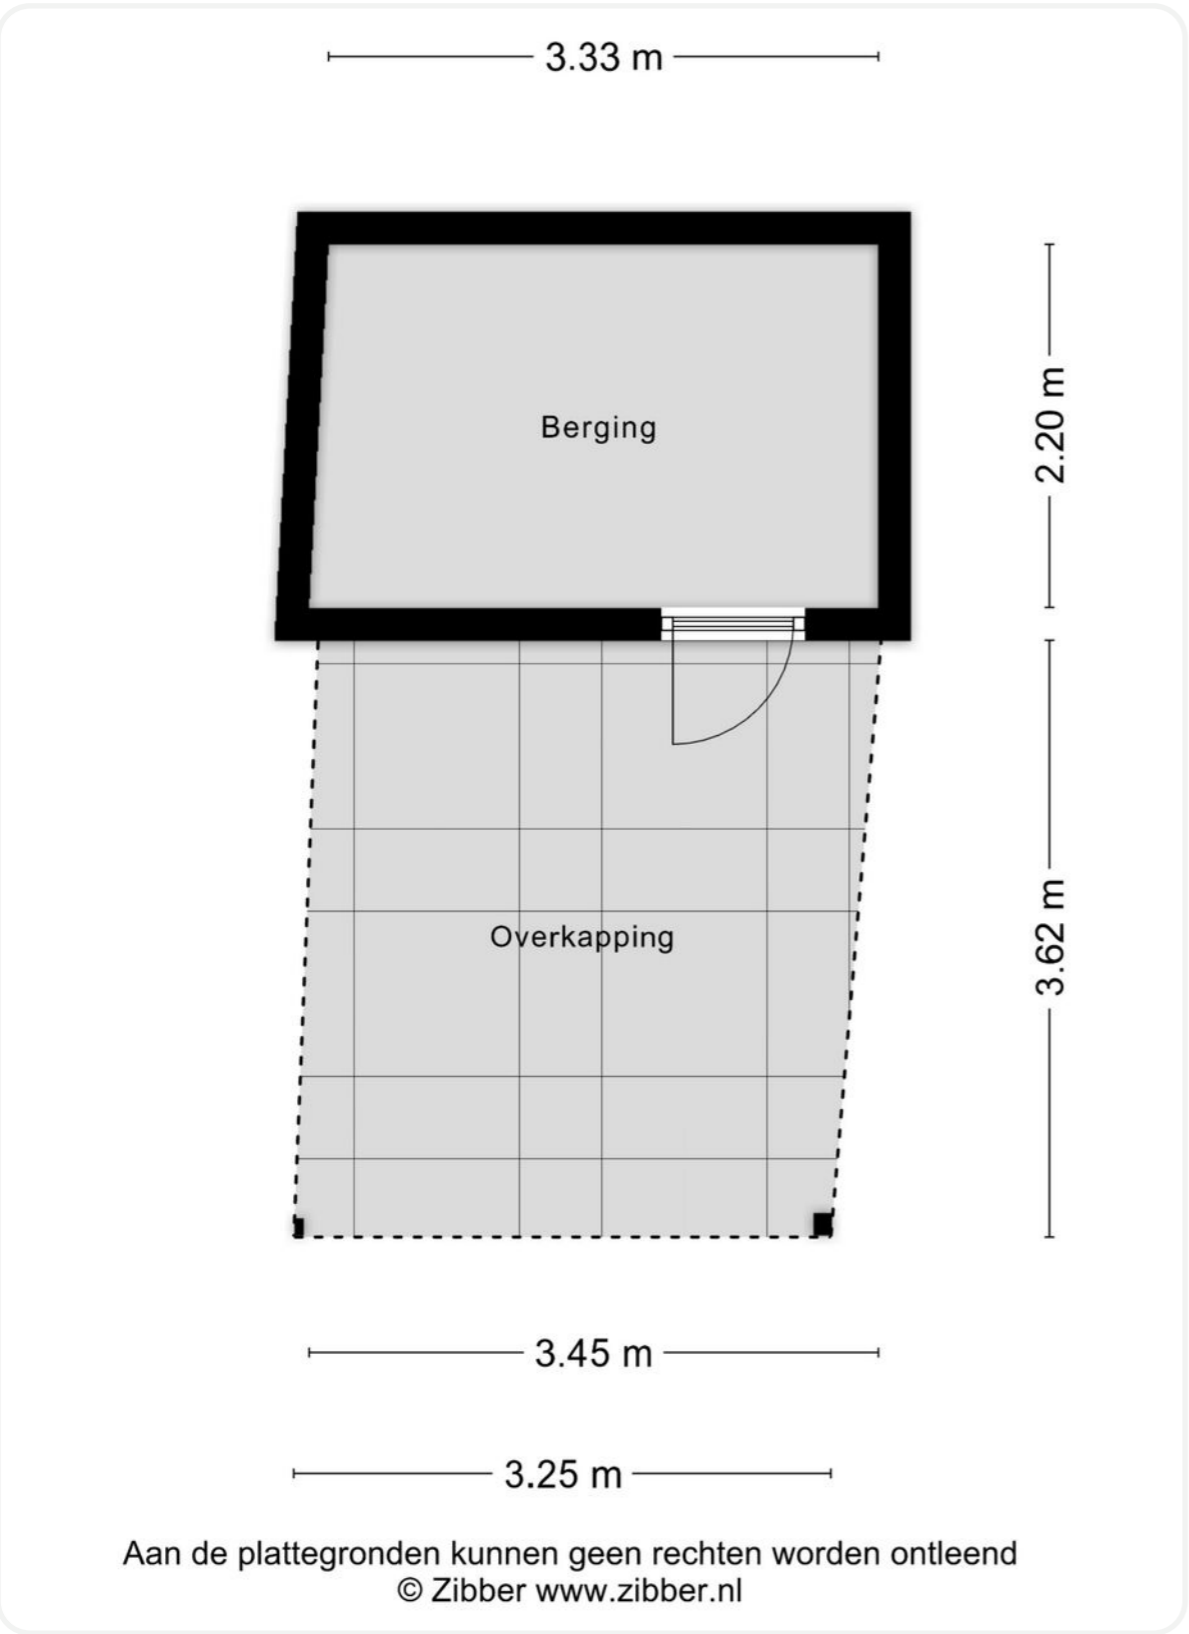 3.33 m
Berging
2.20 m
Overkapping
3.62 m
3.45 m
3.25 m
Aan de plattegronden kunnen geen rechten worden ontleend
© Zibber www.zibber.nl